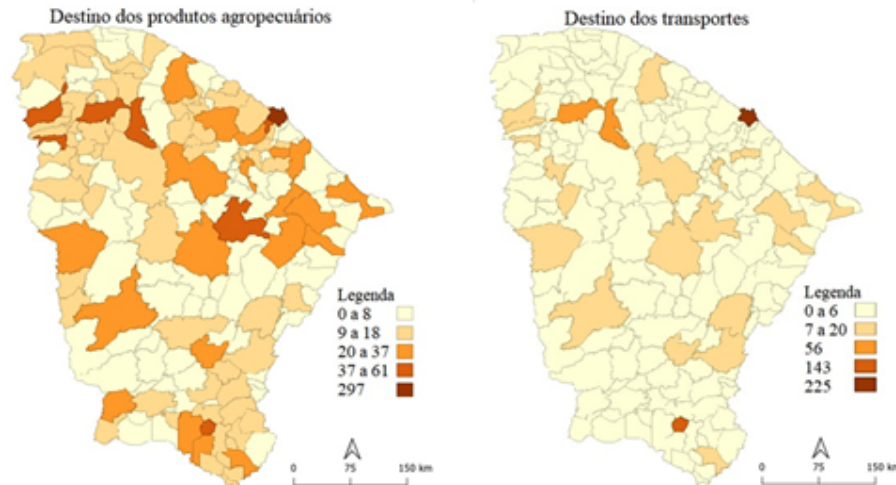 Destino dos produtos agropecuários
Legenda
0 a 8
9 a 18
20 a 37
37 a 61
297
0 75 150 km
Destino dos transportes
Legenda
0 a 6
7 a 20
56
143
225
0 75 150 km